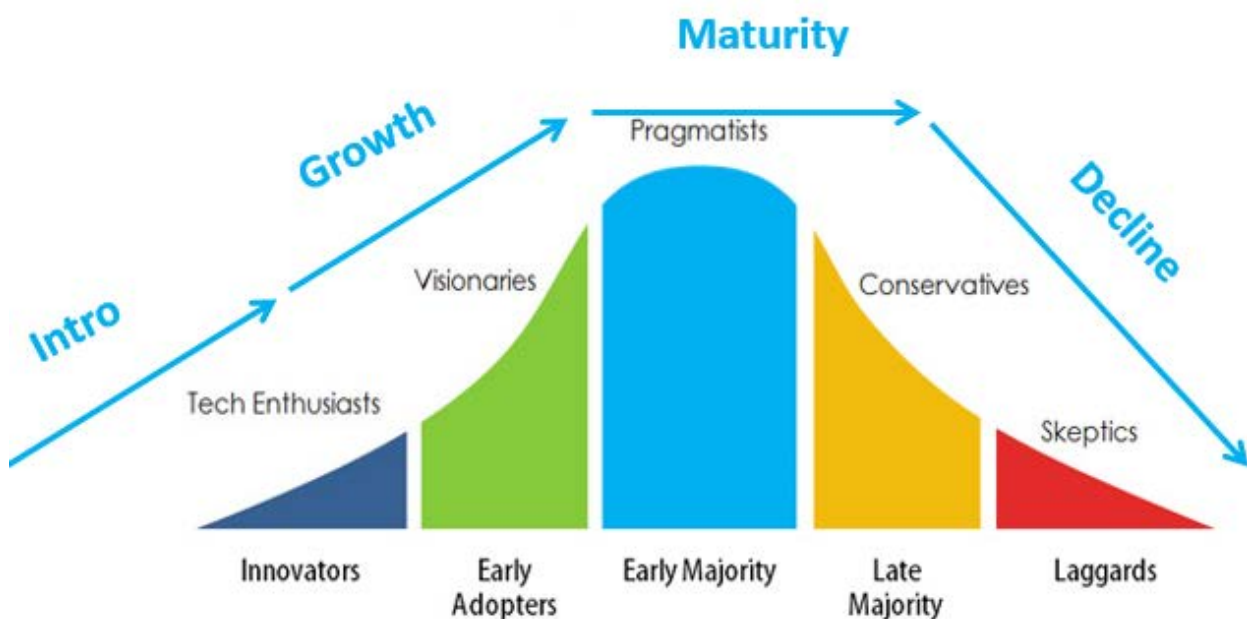 Maturity
Growth
Pragmatists
Decline
Visionaries
Conservatives
Intro
Tech Enthusiasts
Skeptics
Innovators
Early
Adopters
Early Majority
Late
Majority
Laggards